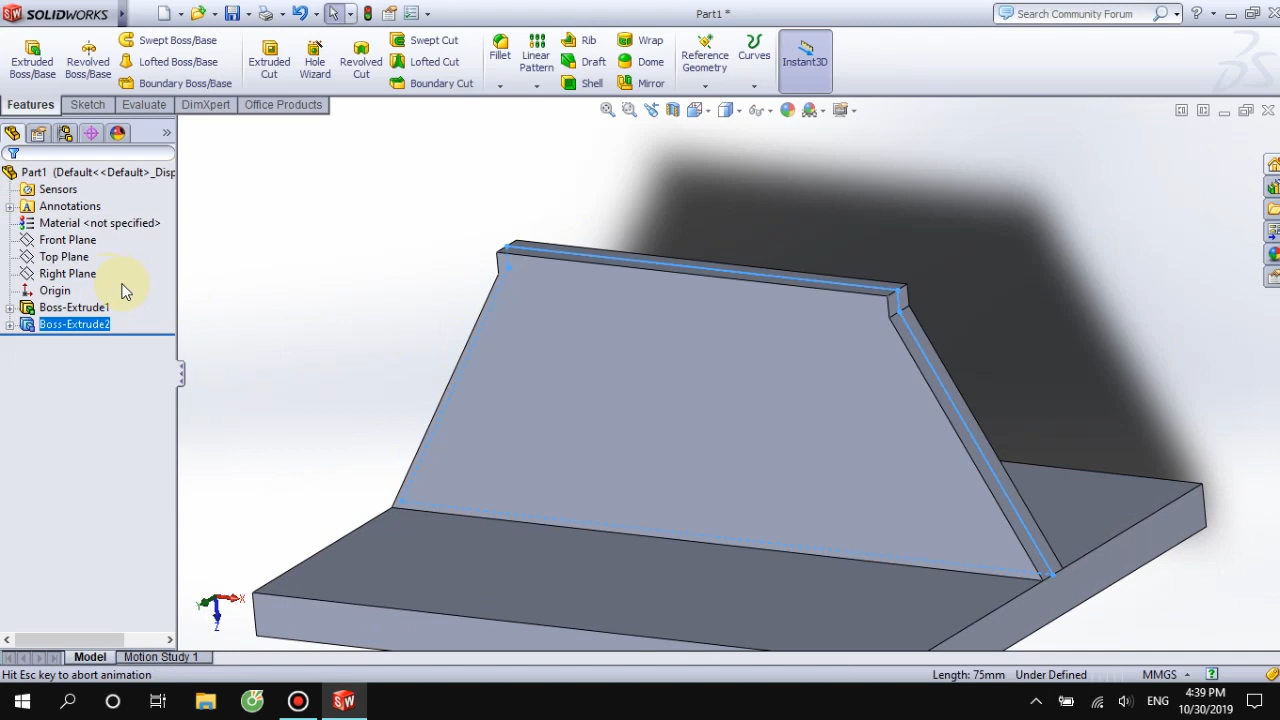 SOLIDWORKS
Part1 *
Search Community Forum
Extruded Boss/Base
Revolved Boss/Base
Swept Boss/Base
Lofted Boss/Base
Boundary Boss/Base
Extruded Cut
Hole Wizard
Revolved Cut
Swept Cut
Lofted Cut
Boundary Cut
Fillet
Linear Pattern
Rib
Draft
Shell
Wrap
Dome
Mirror
Reference Geometry
Curves
Instant3D
Features
Sketch
Evaluate
DimXpert
Office Products
Part1 (Default<<Default>_Disp
Sensors
Annotations
Material <not specified>
Front Plane
Top Plane
Right Plane
Origin
Boss-Extrude1
Boss-Extrude2
X
Y
Z
Model
Motion Study 1
Hit Esc key to abort animation
Length: 75mm
Under Defined
MMGS
ENG
4:39 PM
10/30/2019